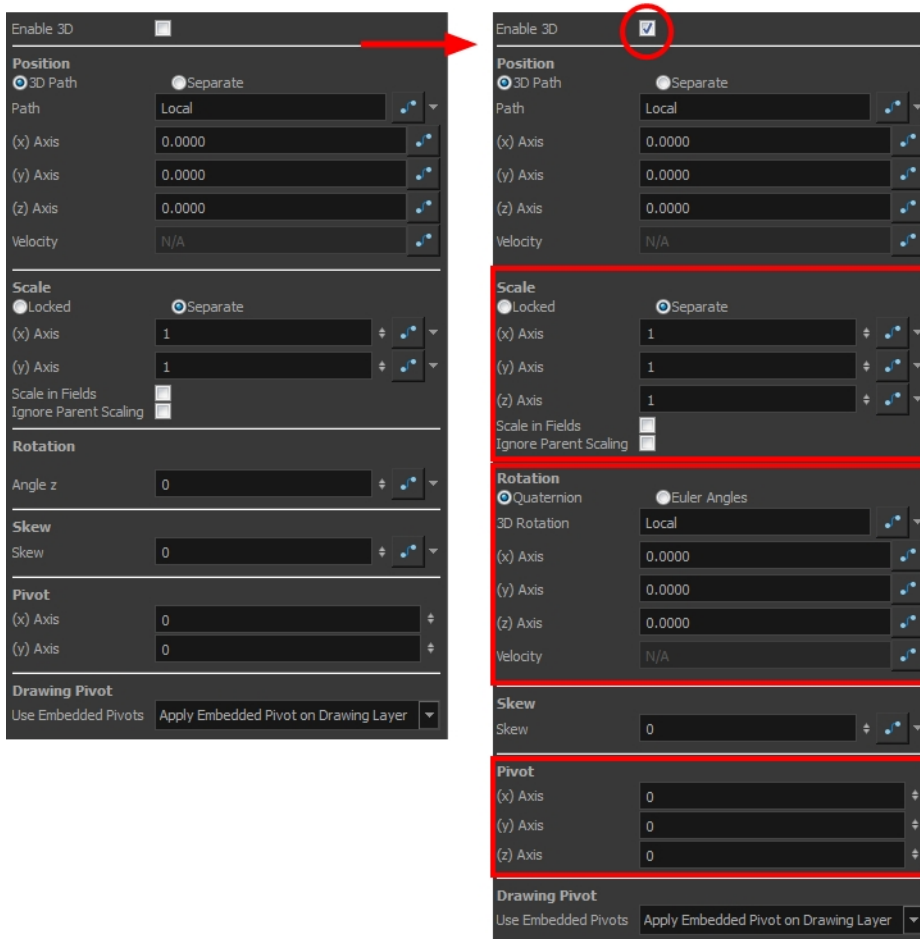 Enable 3D
Position
3D Path Separate
Path Local
(x) Axis 0.0000
(y) Axis 0.0000
(z) Axis 0.0000
Velocity N/A
Scale
Locked Separate
(x) Axis 1
(y) Axis 1
Scale in Fields
Ignore Parent Scaling
Rotation
Angle z 0
Skew
Skew 0
Pivot
(x) Axis 0
(y) Axis 0
Drawing Pivot
Use Embedded Pivots Apply Embedded Pivot on Drawing Layer
Enable 3D
Position
3D Path Separate
Path Local
(x) Axis 0.0000
(y) Axis 0.0000
(z) Axis 0.0000
Velocity N/A
Scale
Locked Separate
(x) Axis 1
(y) Axis 1
(z) Axis 1
Scale in Fields
Ignore Parent Scaling
Rotation
Quaternion Euler Angles
3D Rotation Local
(x) Axis 0.0000
(y) Axis 0.0000
(z) Axis 0.0000
Velocity N/A
Skew
Skew 0
Pivot
(x) Axis 0
(y) Axis 0
(z) Axis 0
Drawing Pivot
Use Embedded Pivots Apply Embedded Pivot on Drawing Layer